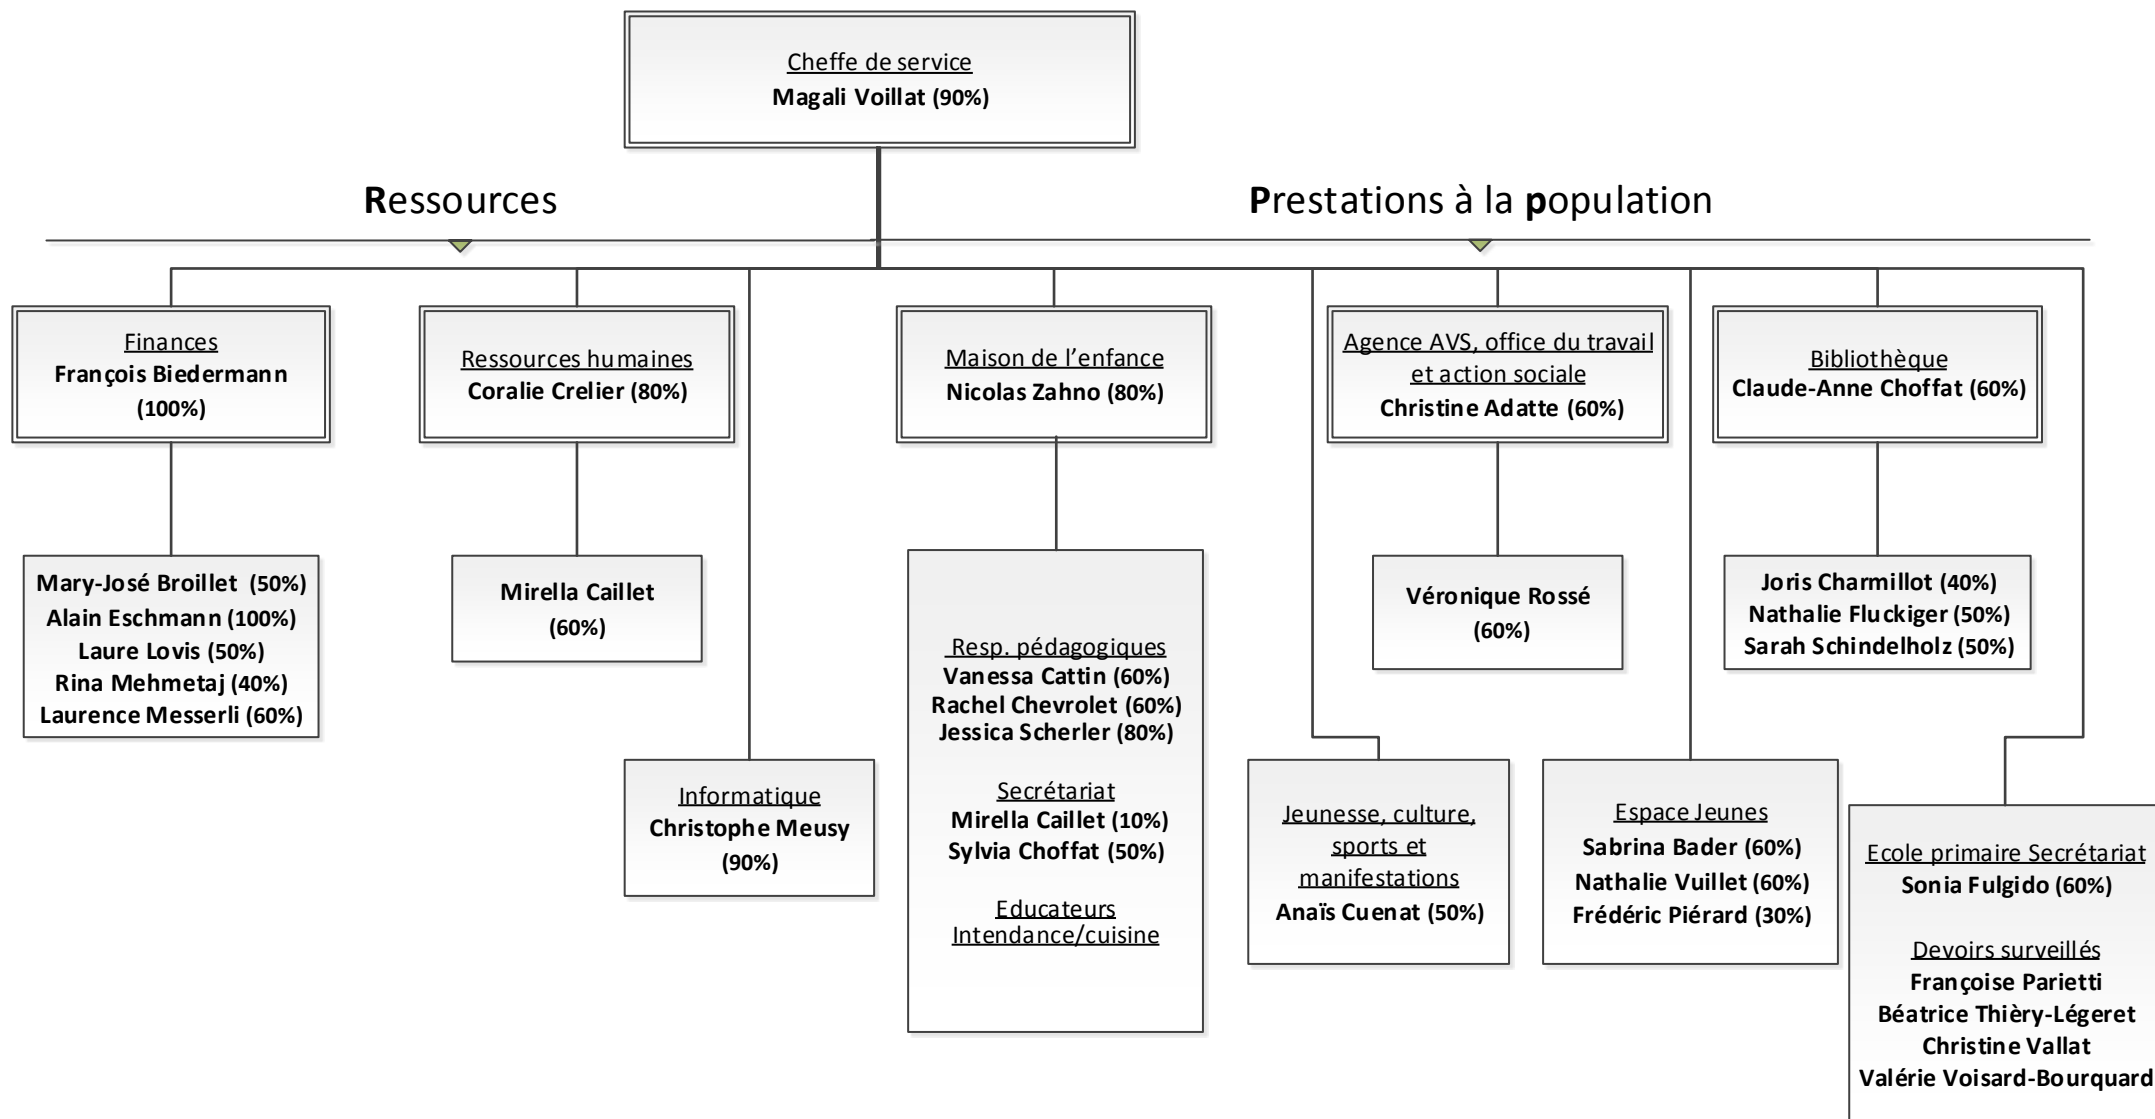 Cheffe de service
Magali Voillat (90%)
Ressources
Prestations à la population
Finances
François Biedermann
(100%)
Ressources humaines
Coralie Crelier (80%)
Maison de l’enfance
Nicolas Zahno (80%)
Agence AVS, office du travail
et action sociale
Christine Adatte (60%)
Bibliothèque
Claude-Anne Choffat (60%)
Mary-José Broillet (50%)
Alain Eschmann (100%)
Laure Lovis (50%)
Rina Mehmetaj (40%)
Laurence Messerli (60%)
Mirella Caillet
(60%)
Informatique
Christophe Meusy
(90%)
Resp. pédagogiques
Vanessa Cattin (60%)
Rachel Chevrolet (60%)
Jessica Scherler (80%)
Secrétariat
Mirella Caillet (10%)
Sylvia Choffat (50%)
Educateurs
Intendance/cuisine
Véronique Rossé
(60%)
Joris Charmillot (40%)
Nathalie Fluckiger (50%)
Sarah Schindelholz (50%)
Jeunesse, culture,
sports et
manifestations
Anaïs Cuenat (50%)
Espace Jeunes
Sabrina Bader (60%)
Nathalie Vuillet (60%)
Frédéric Piérard (30%)
Ecole primaire Secrétariat
Sonia Fulgido (60%)
Devoirs surveillés
Françoise Parietti
Béatrice Thièry-Légeret
Christine Vallat
Valérie Voisard-Bourquard